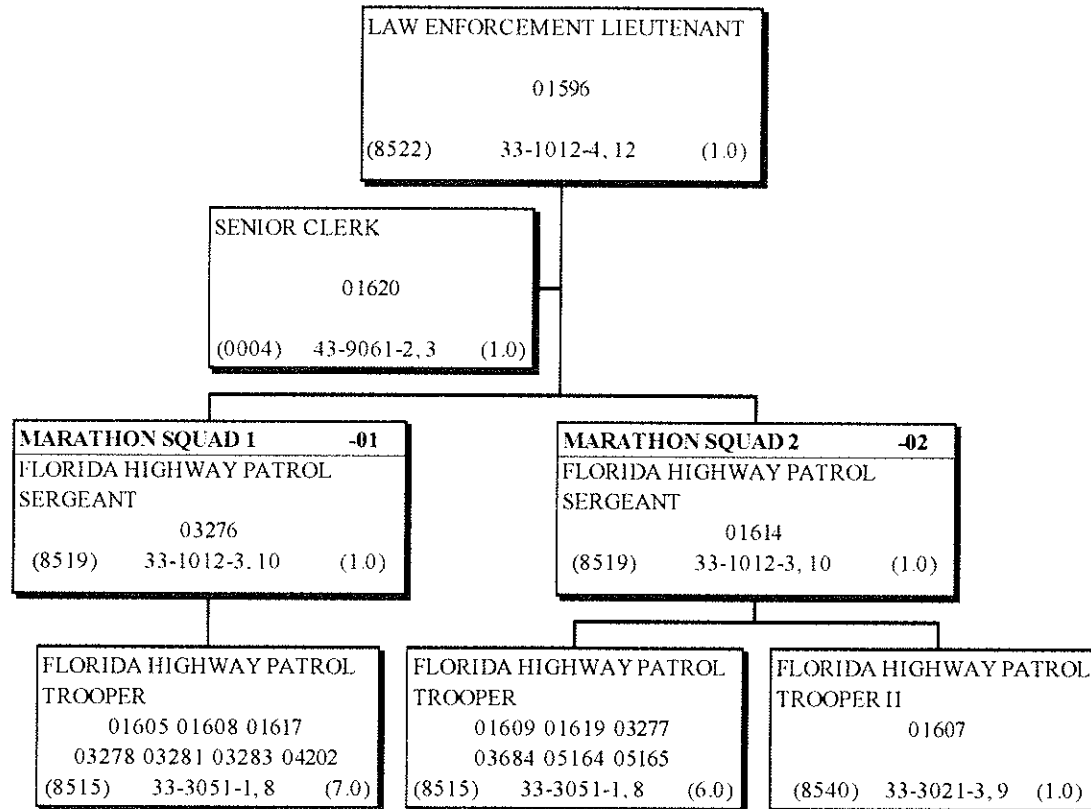 LAW ENFORCEMENT LIEUTENANT
01596
(8522) 33-1012-4, 12 (1.0)
SENIOR CLERK
01620
(0004) 43-9061-2, 3 (1.0)
MARATHON SQUAD 1 -01
FLORIDA HIGHWAY PATROL
SERGEANT
03276
(8519) 33-1012-3, 10 (1.0)
MARATHON SQUAD 2 -02
FLORIDA HIGHWAY PATROL
SERGEANT
01614
(8519) 33-1012-3, 10 (1.0)
FLORIDA HIGHWAY PATROL
TROOPER
01605 01608 01617
03278 03281 03283 04202
(8515) 33-3051-1, 8 (7.0)
FLORIDA HIGHWAY PATROL
TROOPER
01609 01619 03277
03684 05164 05165
(8515) 33-3051-1, 8 (6.0)
FLORIDA HIGHWAY PATROL
TROOPER II
01607
(8540) 33-3021-3, 9 (1.0)